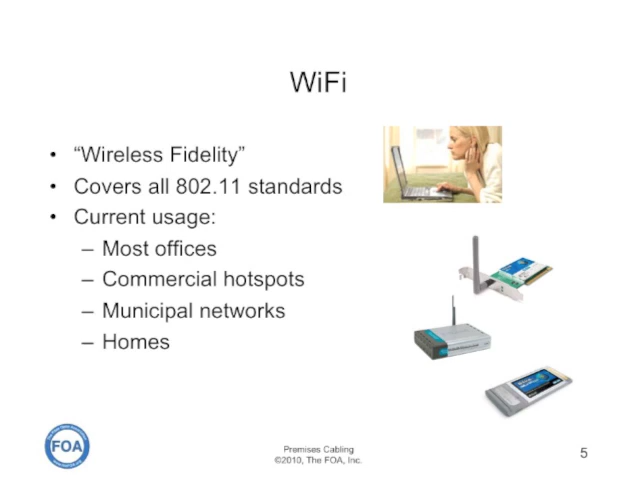 WiFi
• “Wireless Fidelity”
• Covers all 802.11 standards
• Current usage:
– Most offices
– Commercial hotspots
– Municipal networks
– Homes
FOA
Premises Cabling
©2010, The FOA, Inc.
5